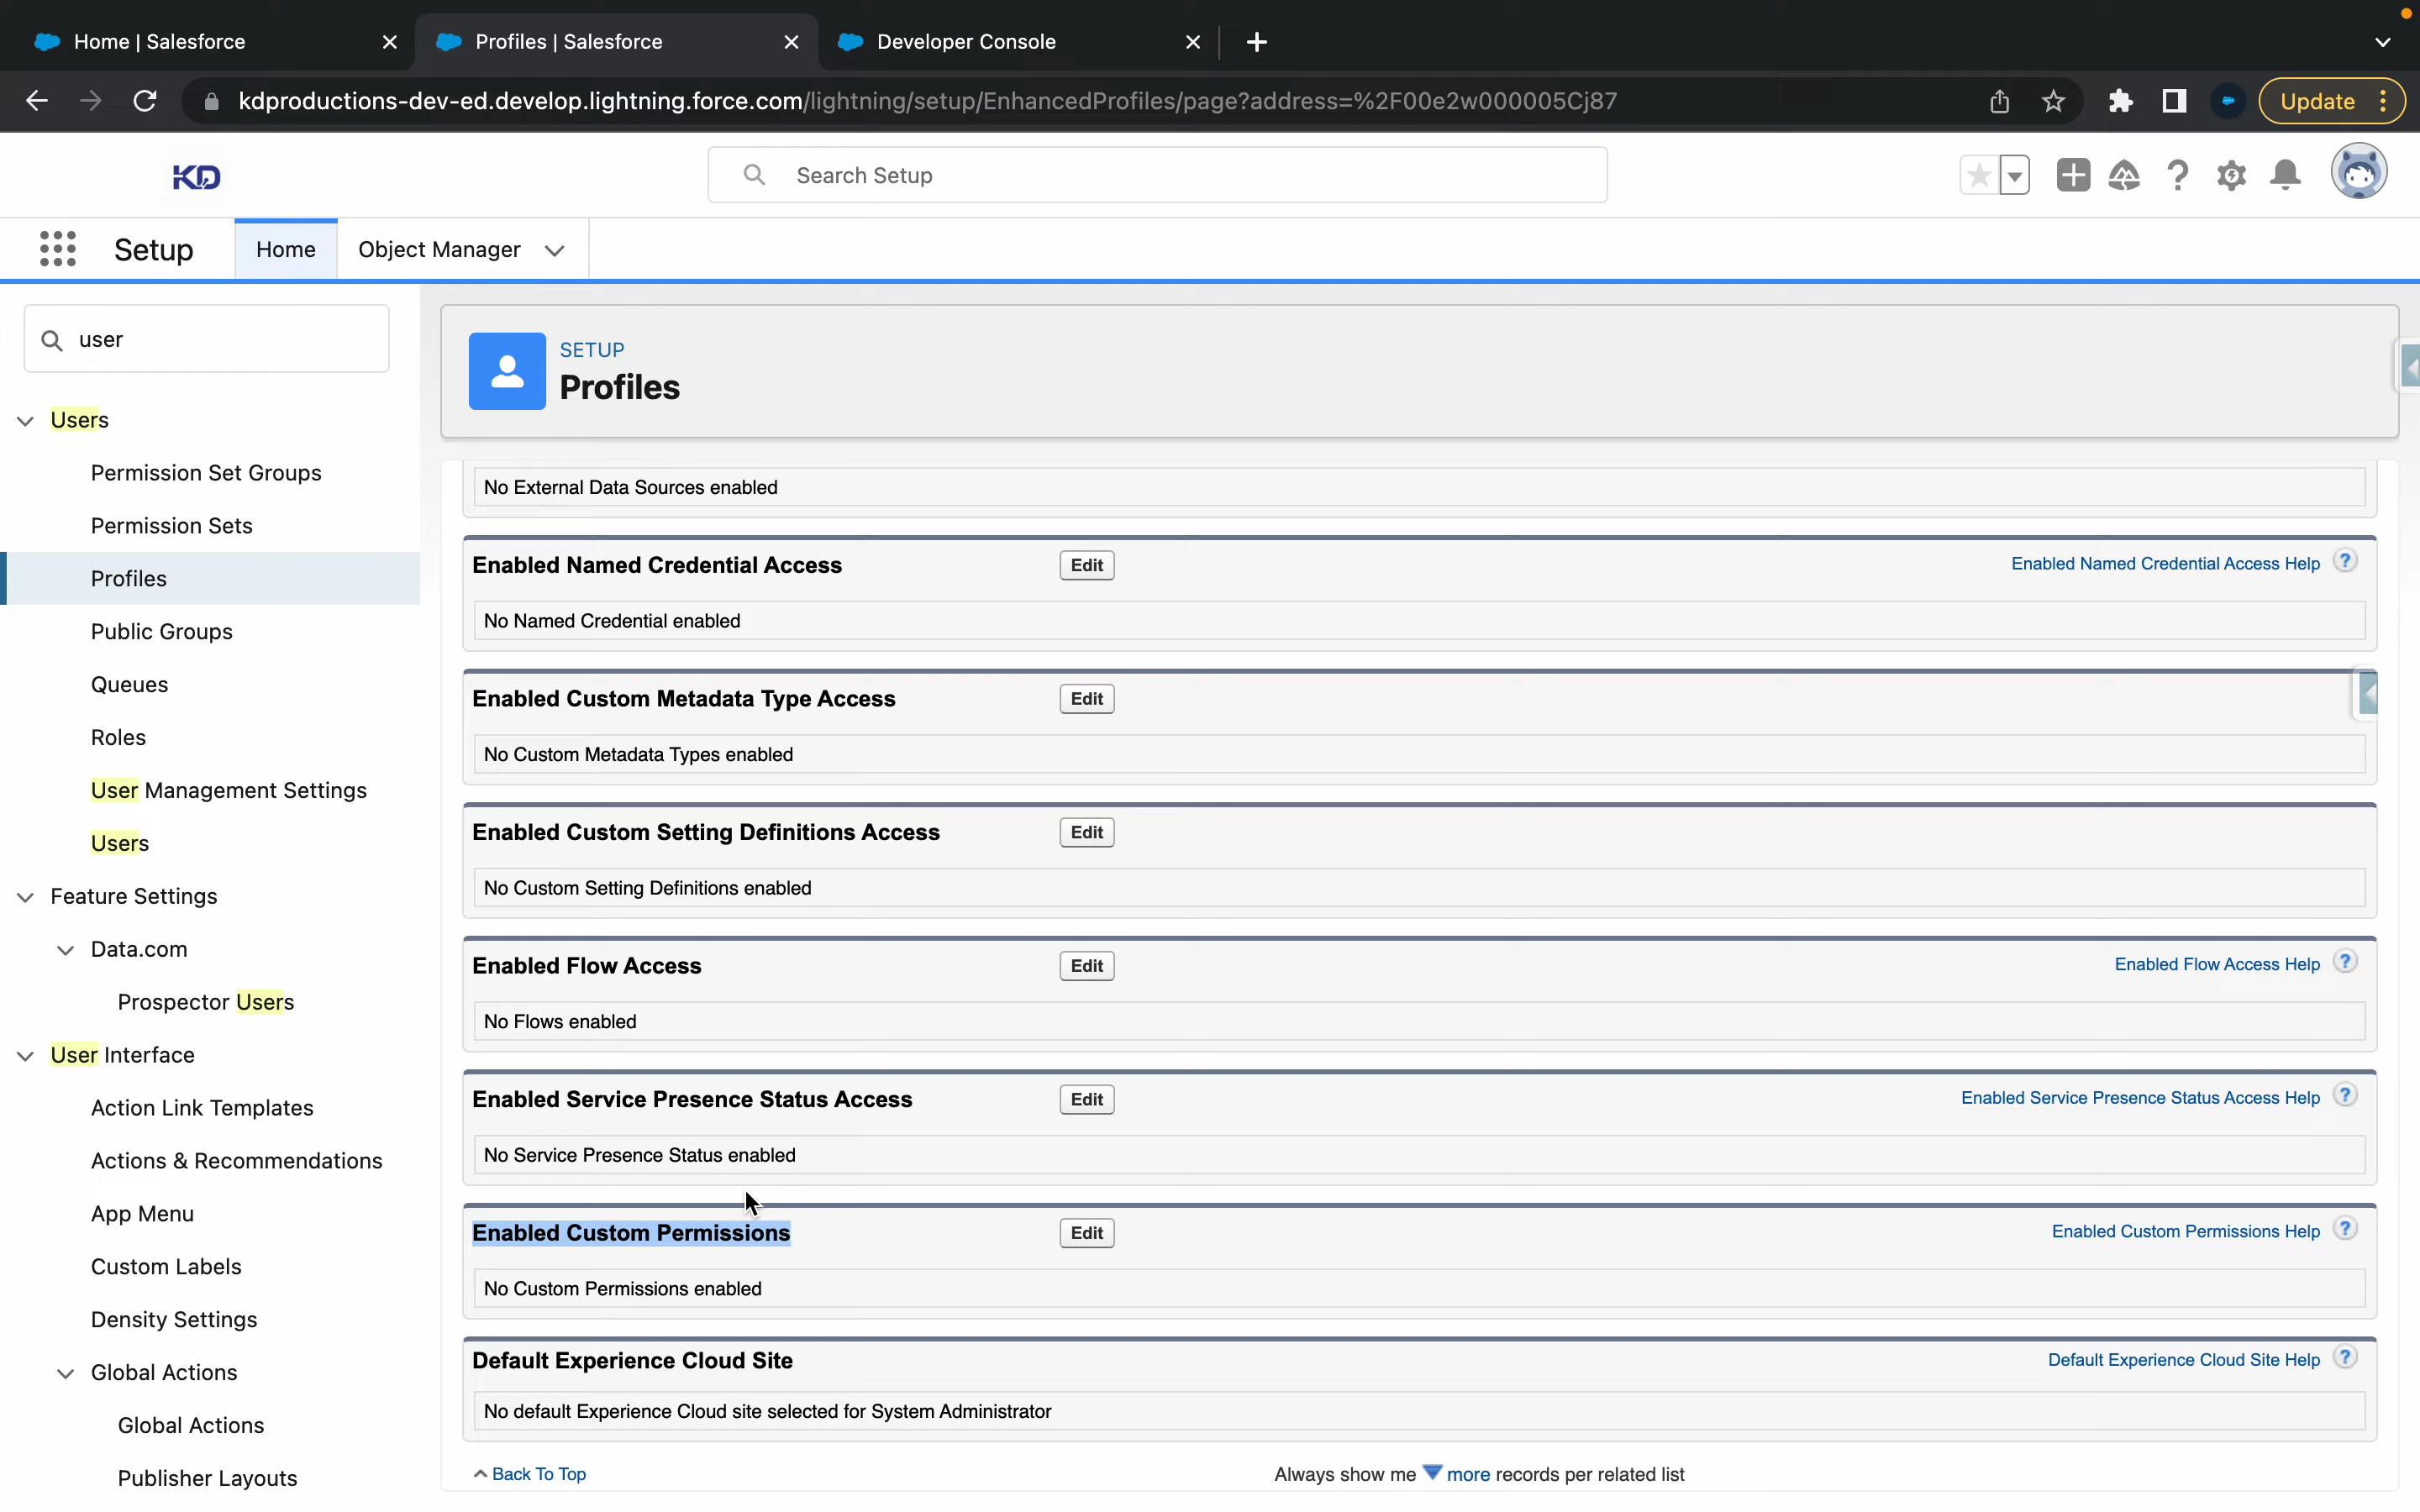 Home | Salesforce
Profiles | Salesforce
Developer Console
kdproductions-dev-ed.develop.lightning.force.com/lightning/setup/EnhancedProfiles/page?address=%2F00e2w000005Cj87
Update
KD
Search Setup
Setup
Home
Object Manager
user
Users
Permission Set Groups
Permission Sets
Profiles
Public Groups
Queues
Roles
User Management Settings
Users
Feature Settings
Data.com
Prospector Users
User Interface
Action Link Templates
Actions & Recommendations
App Menu
Custom Labels
Density Settings
Global Actions
Global Actions
Publisher Layouts
SETUP
Profiles
No External Data Sources enabled
Enabled Named Credential Access
Edit
Enabled Named Credential Access Help ?
No Named Credential enabled
Enabled Custom Metadata Type Access
Edit
No Custom Metadata Types enabled
Enabled Custom Setting Definitions Access
Edit
No Custom Setting Definitions enabled
Enabled Flow Access
Edit
Enabled Flow Access Help ?
No Flows enabled
Enabled Service Presence Status Access
Edit
Enabled Service Presence Status Access Help ?
No Service Presence Status enabled
Enabled Custom Permissions
Edit
Enabled Custom Permissions Help ?
No Custom Permissions enabled
Default Experience Cloud Site
Default Experience Cloud Site Help ?
No default Experience Cloud site selected for System Administrator
Back To Top
Always show me more records per related list